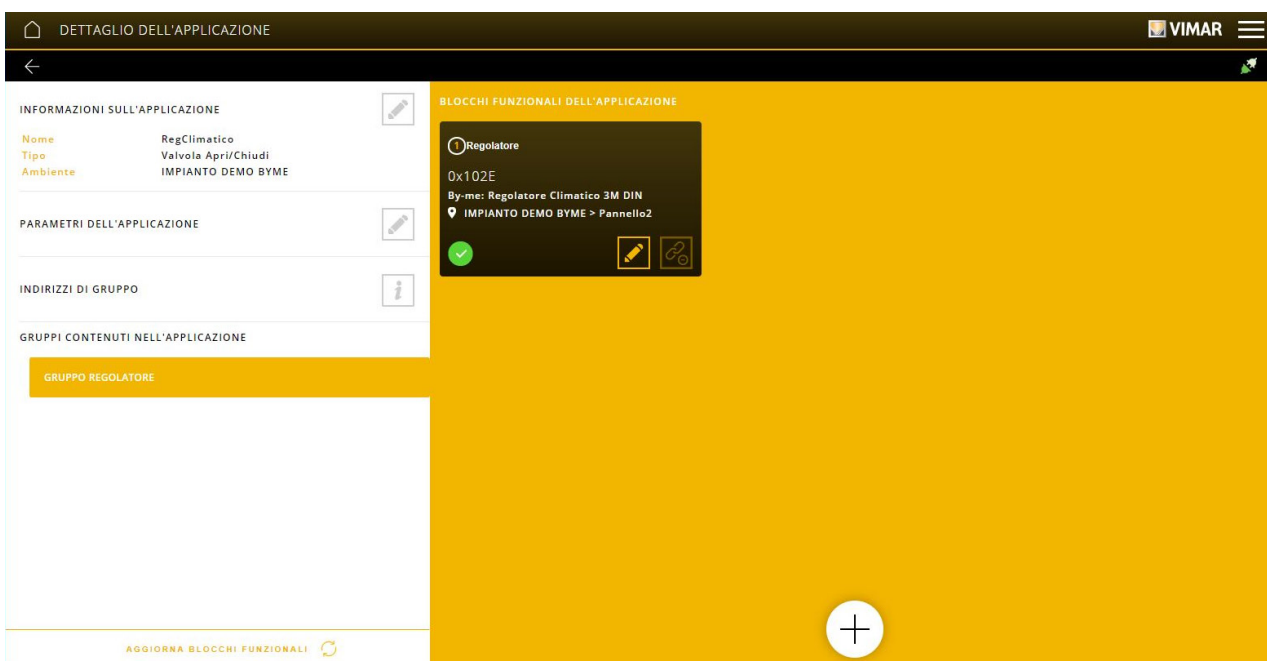 DETTAGLIO DELL'APPLICAZIONE
VIMAR
INFORMAZIONI SULL'APPLICAZIONE
Nome RegClimatico
Tipo Valvola Apri/Chiudi
Ambiente IMPIANTO DEMO BYME
PARAMETRI DELL'APPLICAZIONE
INDIRIZZI DI GRUPPO
i
GRUPPI CONTENUTI NELL'APPLICAZIONE
GRUPPO REGOLATORE
AGGIORNA BLOCCHI FUNZIONALI
BLOCCHI FUNZIONALI DELL'APPLICAZIONE
1 Regolatore
0x102E
By-me: Regolatore Climatico 3M DIN
IMPIANTO DEMO BYME > Pannello2